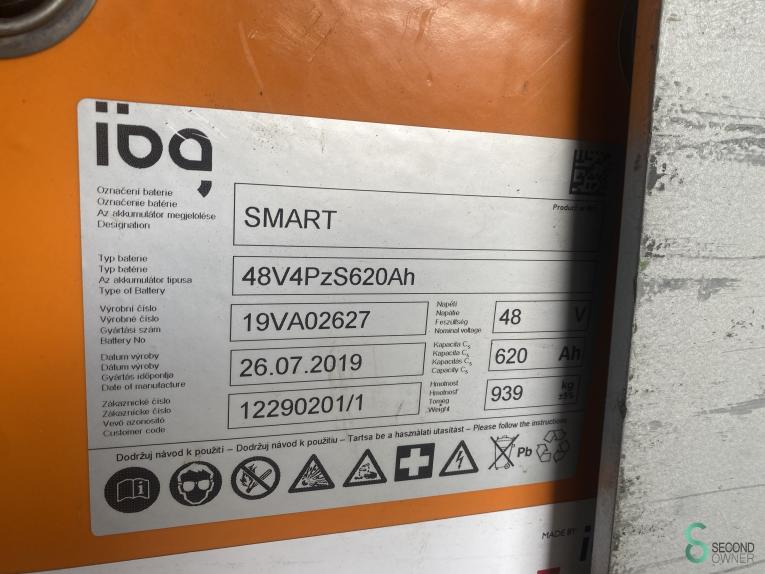 ibg
Označení baterie
Označenie batérie
Az akkumulátor megjelölése
Designation
SMART
Typ baterie
Typ batérie
Az akkumulátor típusa
Type of Battery
48V4PzS620Ah
Výrobní číslo
Výrobné číslo
Gyártási szám
Battery No
19VA02627
Napětí
Napätie
Feszültség
Nominal voltage
48 V
Datum výroby
Dátum výroby
Gyártás időpontja
Date of manufacture
26.07.2019
Kapacita C5
Kapacita C5
Kapacitás C5
Capacity C5
620 Ah
Zákaznické číslo
Zákaznícke číslo
Vevő azonosító
Customer code
12290201/1
Hmotnost
Hmotnosť
Tömeg
Weight
939 kg
±5%
Dodržuj návod k použití – Dodržuj návod k použitiu – Tartsa be a használati utasítást – Please follow the instructions
Pb
MADE BY
SECOND
OWNER